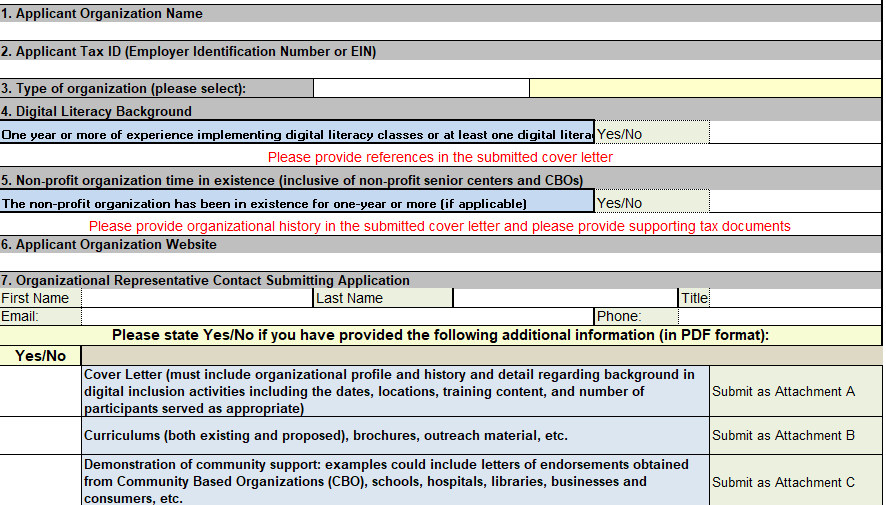 1. Applicant Organization Name
2. Applicant Tax ID (Employer Identification Number or EIN)
3. Type of organization (please select):
4. Digital Literacy Background
One year or more of experience implementing digital literacy classes or at least one digital litera Yes/No
Please provide references in the submitted cover letter
5. Non-profit organization time in existence (inclusive of non-profit senior centers and CBOs)
The non-profit organization has been in existence for one-year or more (if applicable) Yes/No
Please provide organizational history in the submitted cover letter and please provide supporting tax documents
6. Applicant Organization Website
7. Organizational Representative Contact Submitting Application
First Name Last Name Title
Email: Phone:
Please state Yes/No if you have provided the following additional information (in PDF format):
Yes/No
Cover Letter (must include organizational profile and history and detail regarding background in
digital inclusion activities including the dates, locations, training content, and number of
participants served as appropriate)
Submit as Attachment A
Curriculums (both existing and proposed), brochures, outreach material, etc.
Submit as Attachment B
Demonstration of community support: examples could include letters of endorsements obtained
from Community Based Organizations (CBO), schools, hospitals, libraries, businesses and
consumers, etc.
Submit as Attachment C